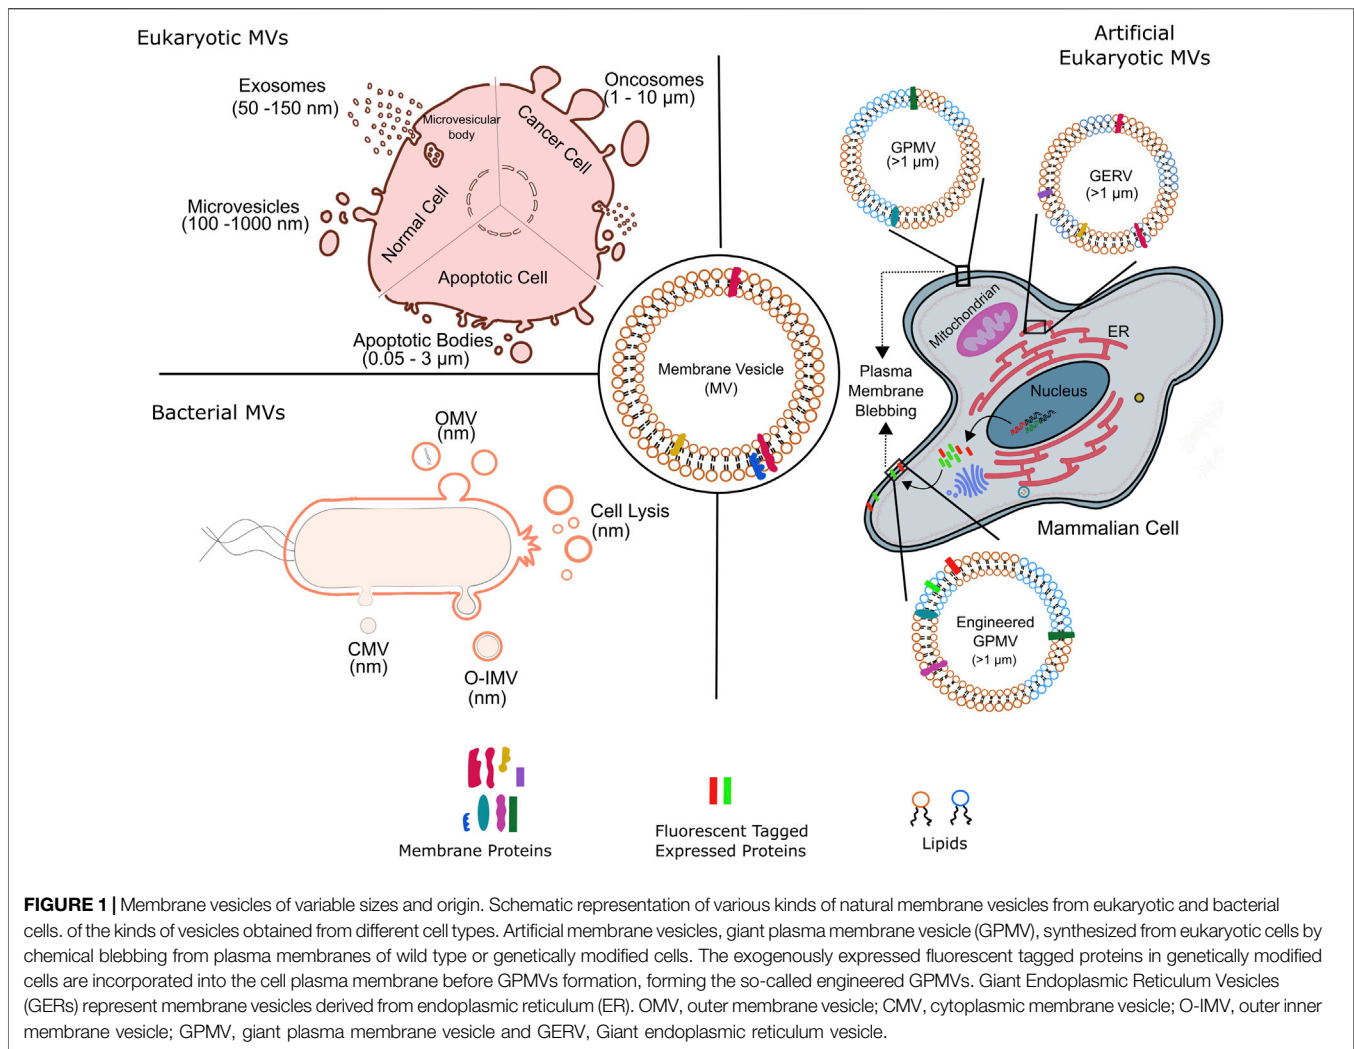 Eukaryotic MVs
Exosomes
(50 -150 nm)
Microvesicular
body
Oncosomes
(1 - 10 µm)
Cancer Cell
Microvesicles
(100 -1000 nm)
Normal Cell
Apoptotic Cell
Apoptotic Bodies
(0.05 - 3 µm)
Artificial
Eukaryotic MVs
GPMV
(>1 µm)
GERV
(>1 µm)
Membrane Vesicle
(MV)
Mitochondrian
ER
Plasma
Membrane
Blebbing
Nucleus
Mammalian Cell
Engineered
GPMV
(>1 µm)
Bacterial MVs
OMV
(nm)
Cell Lysis
(nm)
CMV
(nm)
O-IMV
(nm)
Membrane Proteins
Fluorescent Tagged
Expressed Proteins
Lipids
FIGURE 1 | Membrane vesicles of variable sizes and origin. Schematic representation of various kinds of natural membrane vesicles from eukaryotic and bacterial
cells. of the kinds of vesicles obtained from different cell types. Artificial membrane vesicles, giant plasma membrane vesicle (GPMV), synthesized from eukaryotic cells by
chemical blebbing from plasma membranes of wild type or genetically modified cells. The exogenously expressed fluorescent tagged proteins in genetically modified
cells are incorporated into the cell plasma membrane before GPMVs formation, forming the so-called engineered GPMVs. Giant Endoplasmic Reticulum Vesicles
(GERs) represent membrane vesicles derived from endoplasmic reticulum (ER). OMV, outer membrane vesicle; CMV, cytoplasmic membrane vesicle; O-IMV, outer inner
membrane vesicle; GPMV, giant plasma membrane vesicle and GERV, Giant endoplasmic reticulum vesicle.